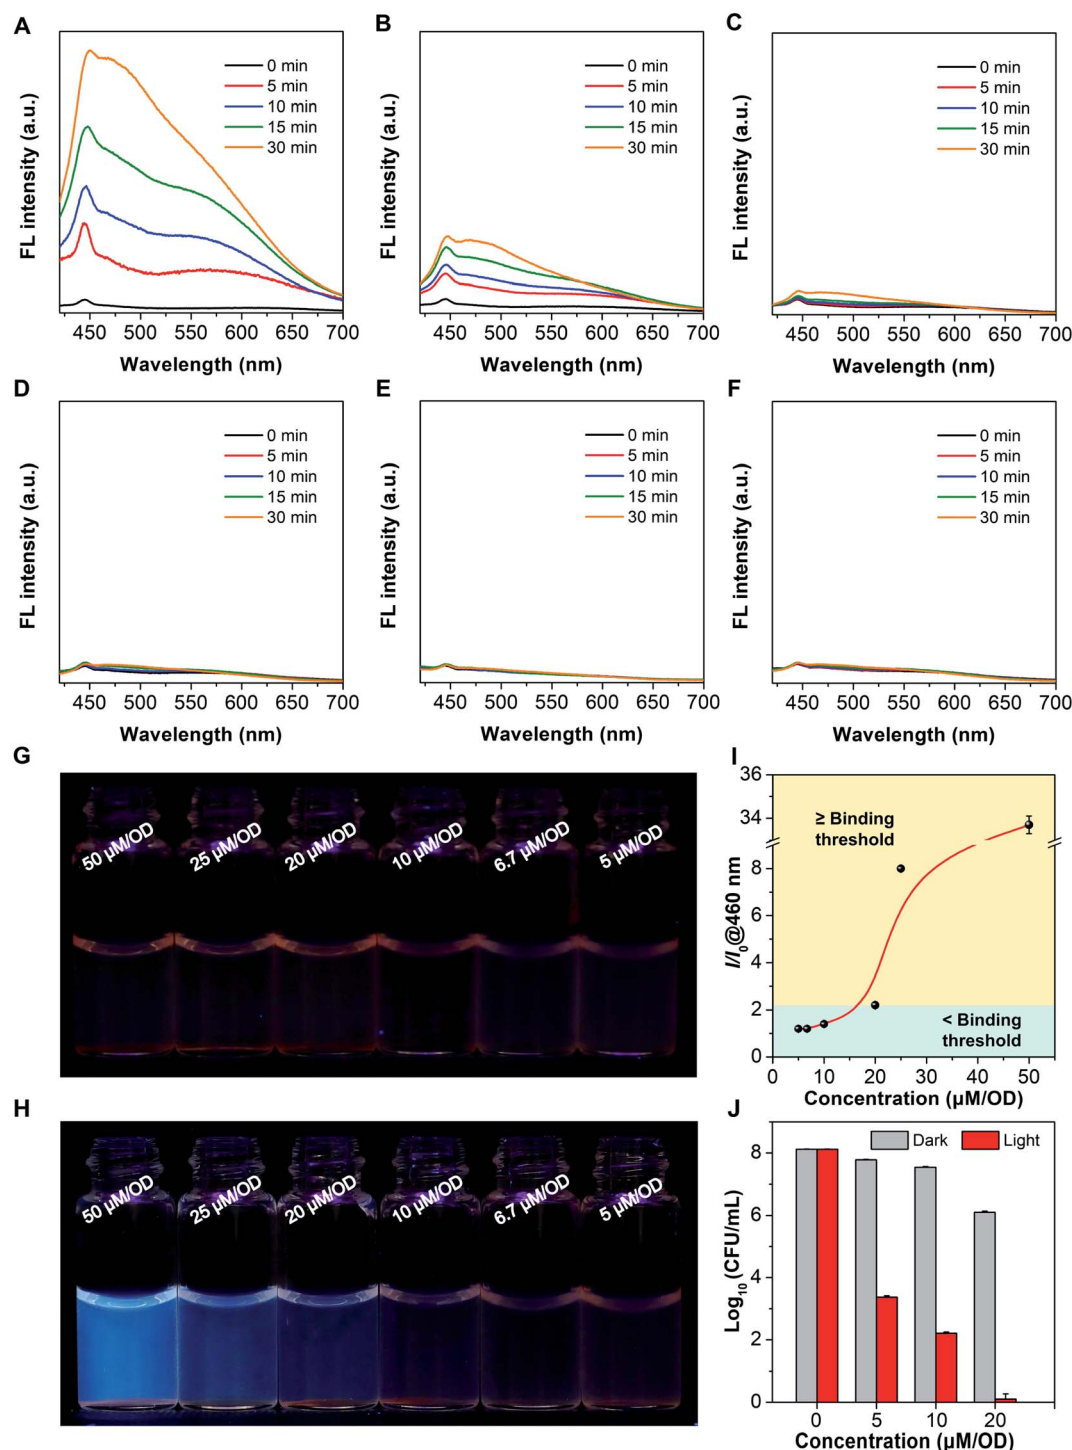 A
FL intensity (a.u.)
0 min
5 min
10 min
15 min
30 min
450 500 550 600 650 700
Wavelength (nm)
B
FL intensity (a.u.)
0 min
5 min
10 min
15 min
30 min
450 500 550 600 650 700
Wavelength (nm)
C
FL intensity (a.u.)
0 min
5 min
10 min
15 min
30 min
450 500 550 600 650 700
Wavelength (nm)
D
FL intensity (a.u.)
0 min
5 min
10 min
15 min
30 min
450 500 550 600 650 700
Wavelength (nm)
E
FL intensity (a.u.)
0 min
5 min
10 min
15 min
30 min
450 500 550 600 650 700
Wavelength (nm)
F
FL intensity (a.u.)
0 min
5 min
10 min
15 min
30 min
450 500 550 600 650 700
Wavelength (nm)
G
50 µM/OD
25 µM/OD
20 µM/OD
10 µM/OD
6.7 µM/OD
5 µM/OD
H
50 µM/OD
25 µM/OD
20 µM/OD
10 µM/OD
6.7 µM/OD
5 µM/OD
I
I/I₀@460 nm
36
34
8
6
4
2
0
≥ Binding
threshold
< Binding
threshold
0 10 20 30 40 50
Concentration (µM/OD)
J
Log₁₀ (CFU/mL)
8
6
4
2
0
Dark Light
0 5 10 20
Concentration (µM/OD)